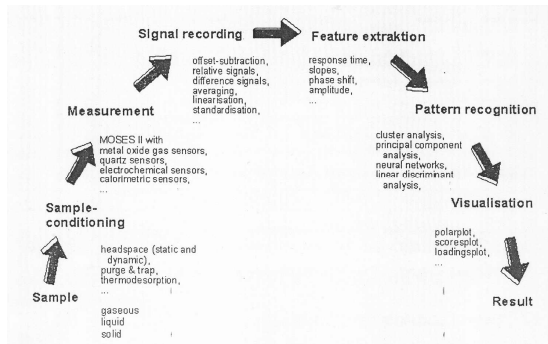 Signal recording
offset-subtraction,
relative signals,
difference signals,
averaging,
linearisation,
standardisation,
...
Feature extraktion
response time,
slopes,
phase shift,
amplitude,
...
Measurement
MOSES II with
metal oxide gas sensors,
quartz sensors,
electrochemical sensors,
calorimetric sensors,
...
Pattern recognition
cluster analysis,
principal component
analysis,
neural networks,
linear discriminant
analysis,
...
Sample-
conditioning
headspace (static and
dynamic),
purge & trap,
thermodesorption,
...
Visualisation
polarplot,
scoresplot,
loadingsplot,
...
Sample
gaseous
liquid
solid
Result